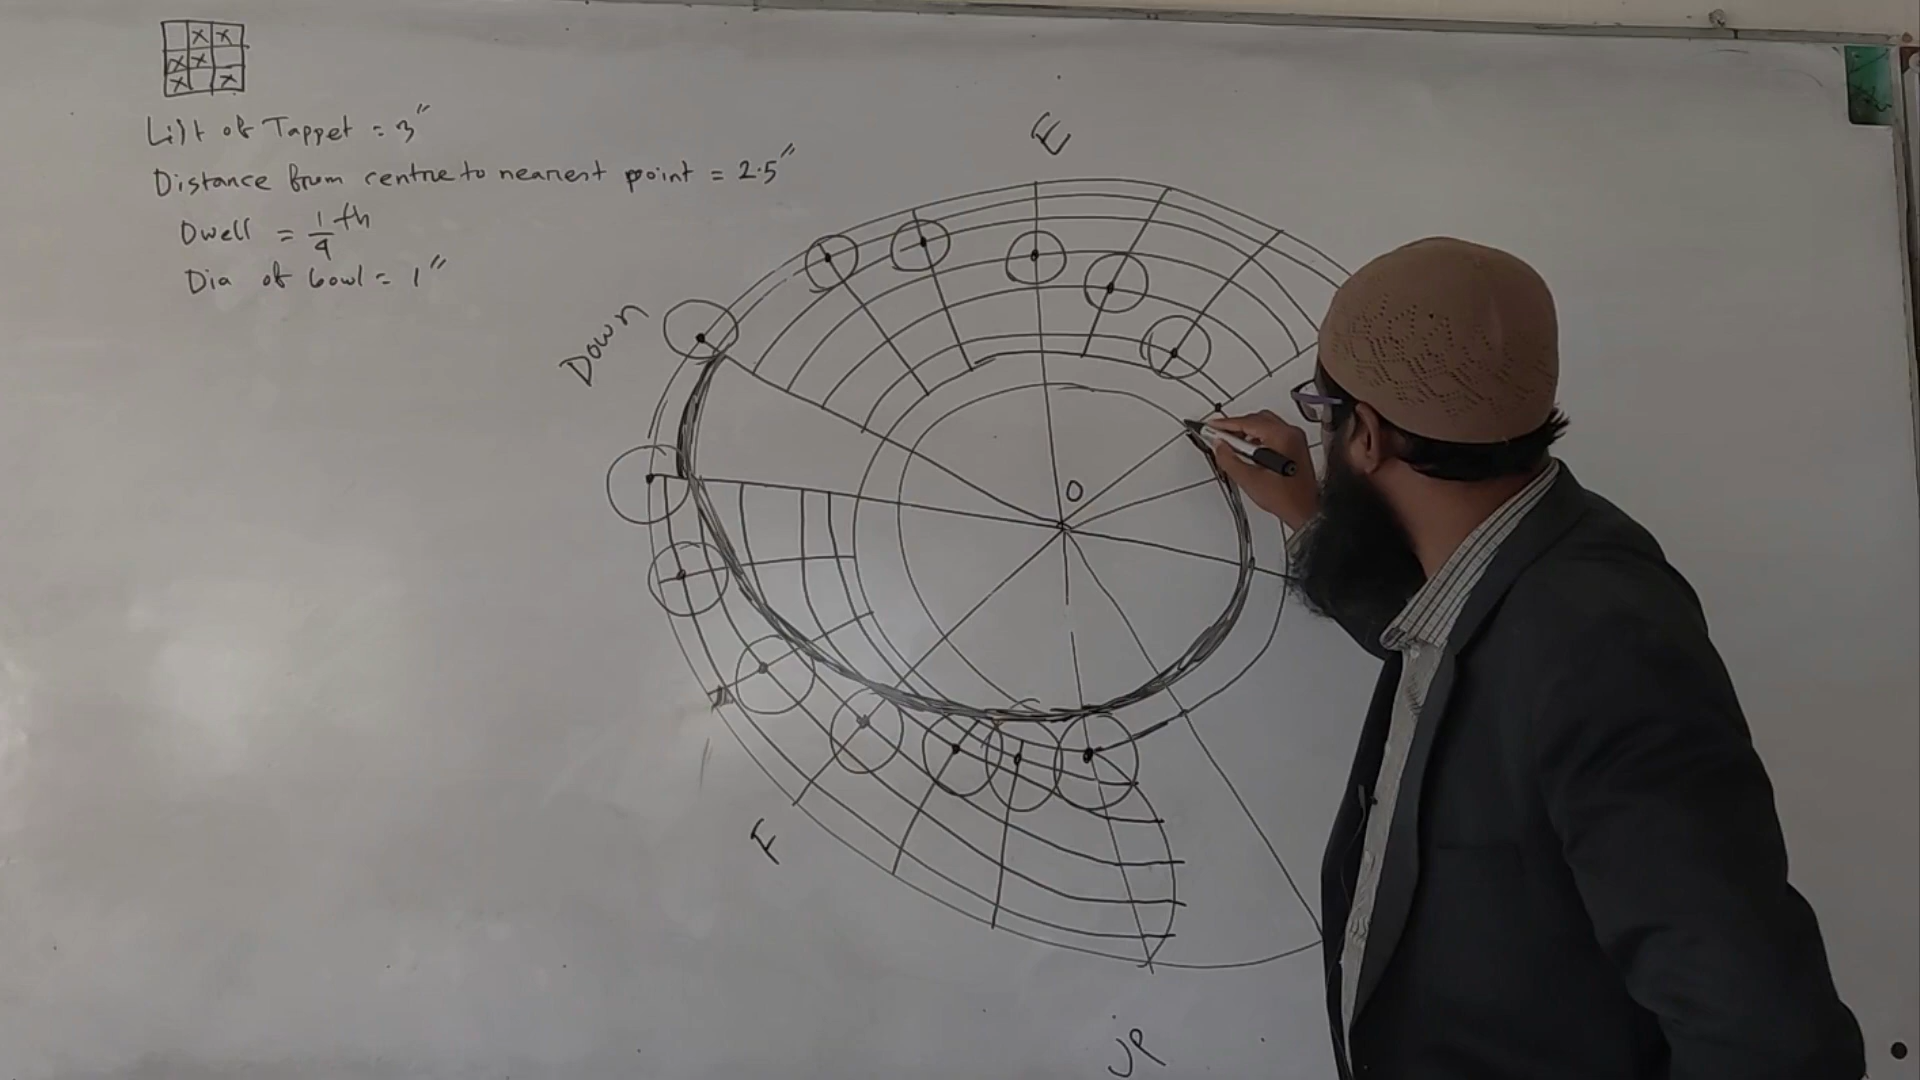 x x
x x
x x
Lift of Tappet = 3"
Distance from centre to nearest point = 2.5"
Dwell = 1/4 th
Dia of bowl = 1"
E
Down
O
F
UP